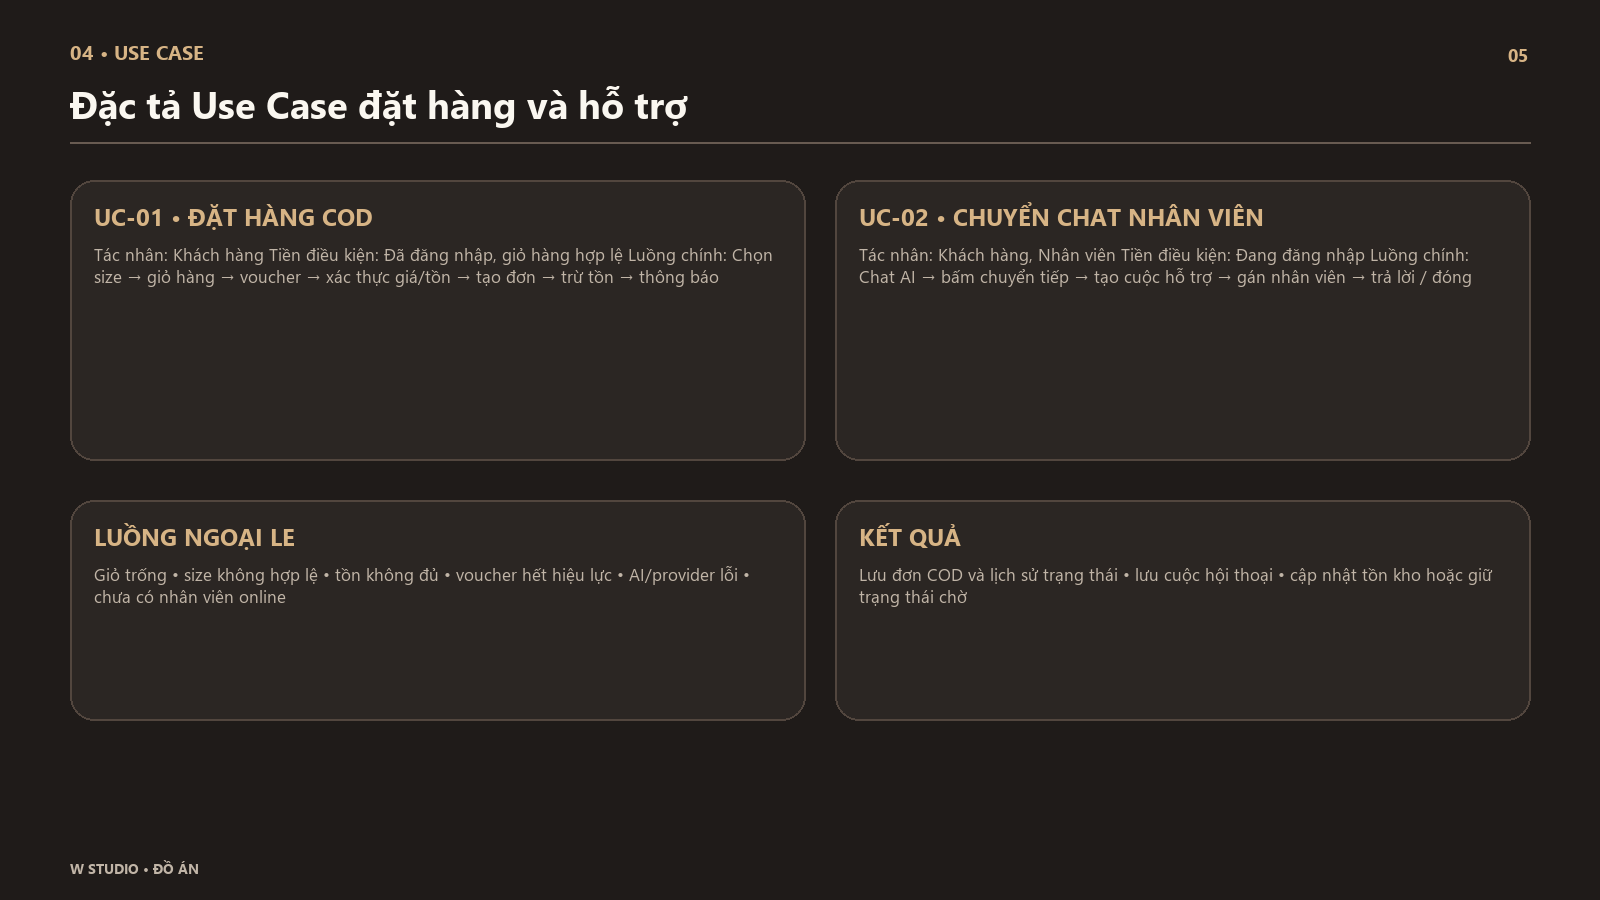 04 • USE CASE
05
Đặc tả Use Case đặt hàng và hỗ trợ
UC-01 • ĐẶT HÀNG COD
Tác nhân: Khách hàng Tiền điều kiện: Đã đăng nhập, giỏ hàng hợp lệ Luồng chính: Chọn
size → giỏ hàng → voucher → xác thực giá/tồn → tạo đơn → trừ tồn → thông báo
UC-02 • CHUYỂN CHAT NHÂN VIÊN
Tác nhân: Khách hàng, Nhân viên Tiền điều kiện: Đang đăng nhập Luồng chính:
Chat AI → bấm chuyển tiếp → tạo cuộc hỗ trợ → gán nhân viên → trả lời / đóng
LUỒNG NGOẠI LE
Giỏ trống • size không hợp lệ • tồn không đủ • voucher hết hiệu lực • AI/provider lỗi •
chưa có nhân viên online
KẾT QUẢ
Lưu đơn COD và lịch sử trạng thái • lưu cuộc hội thoại • cập nhật tồn kho hoặc giữ
trạng thái chờ
W STUDIO • ĐỒ ÁN